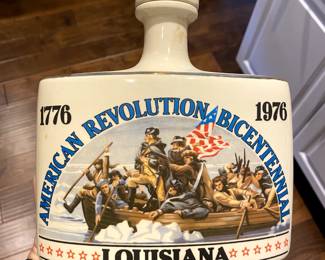 1776 1976
AMERICAN REVOLUTION BICENTENNIAL
LOUISIANA